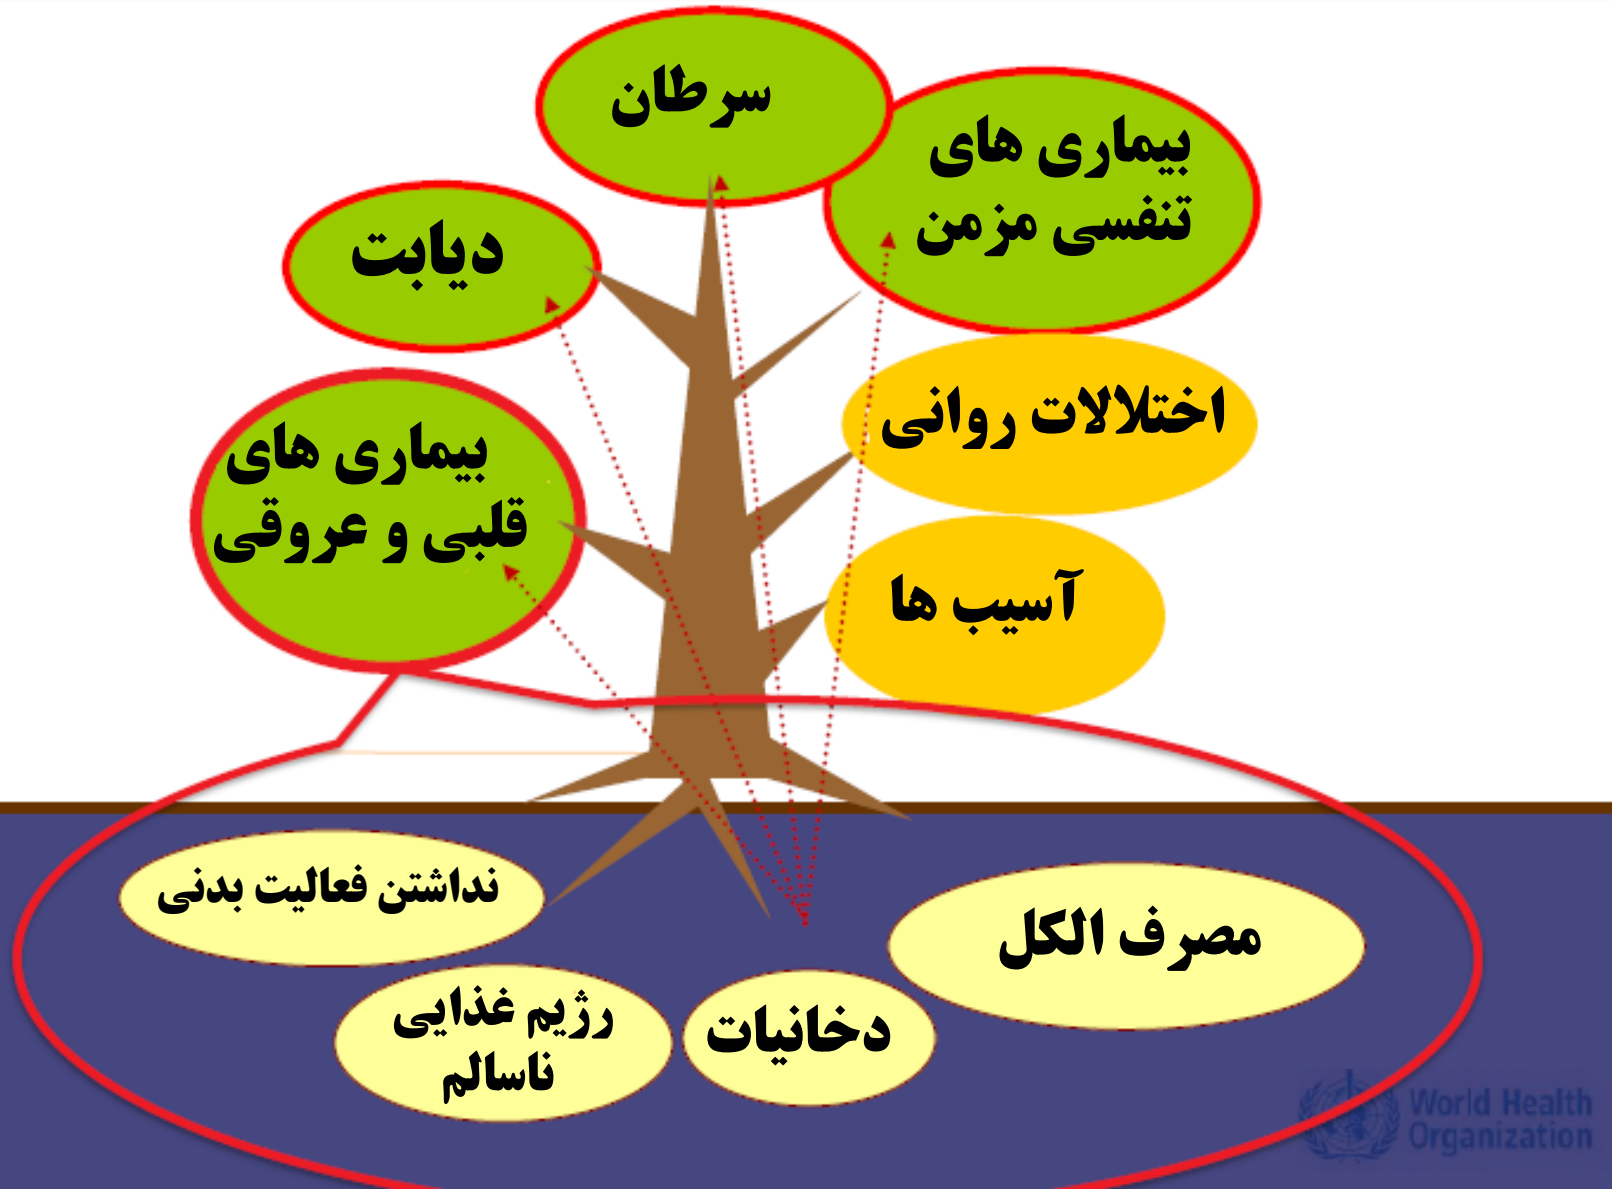 سرطان
بیماری های
تنفسی مزمن
دیابت
اختلالات روانی
بیماری های
قلبی و عروقی
آسیب ها
نداشتن فعالیت بدنی
مصرف الکل
رژیم غذایی
ناسالم
دخانیات
World Health
Organization